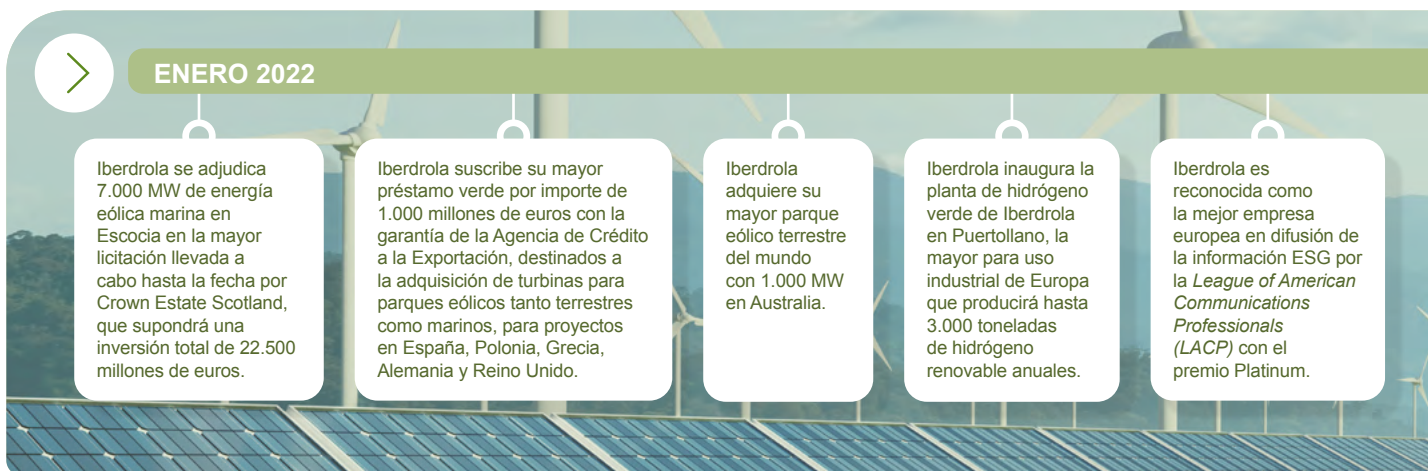 ENERO 2022
Iberdrola se adjudica
7.000 MW de energía
eólica marina en
Escocia en la mayor
licitación llevada a
cabo hasta la fecha por
Crown Estate Scotland,
que supondrá una
inversión total de 22.500
millones de euros.
Iberdrola suscribe su mayor
préstamo verde por importe de
1.000 millones de euros con la
garantía de la Agencia de Crédito
a la Exportación, destinados a
la adquisición de turbinas para
parques eólicos tanto terrestres
como marinos, para proyectos
en España, Polonia, Grecia,
Alemania y Reino Unido.
Iberdrola
adquiere su
mayor parque
eólico terrestre
del mundo
con 1.000 MW
en Australia.
Iberdrola inaugura la
planta de hidrógeno
verde de Iberdrola
en Puertollano, la
mayor para uso
industrial de Europa
que producirá hasta
3.000 toneladas
de hidrógeno
renovable anuales.
Iberdrola es
reconocida como
la mejor empresa
europea en difusión de
la información ESG por
la League of American
Communications
Professionals
(LACP) con el
premio Platinum.